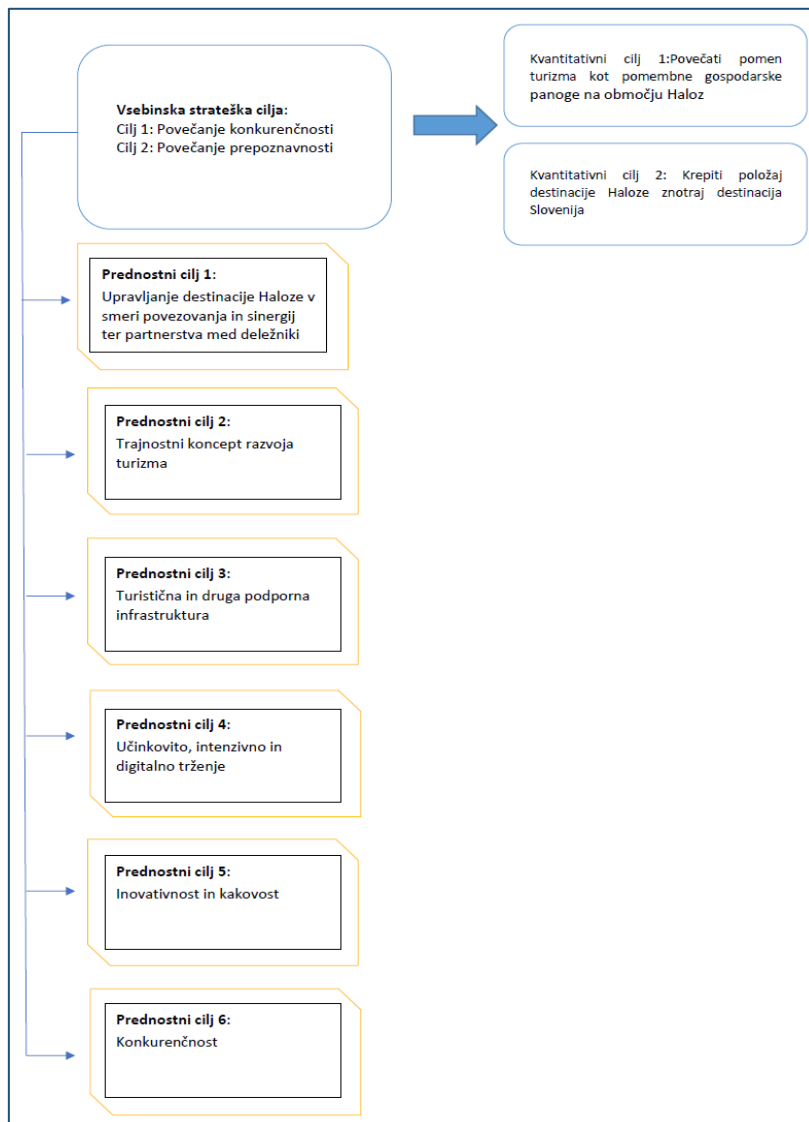 Vsebinska strateška cilja:
Cilj 1: Povečanje konkurenčnosti
Cilj 2: Povečanje prepoznavnosti
Kvantitativni cilj 1:Povečati pomen
turizma kot pomembne gospodarske
panoge na območju Haloz
Kvantitativni cilj 2: Krepiti položaj
destinacije Haloze znotraj destinacija
Slovenija
Prednostni cilj 1:
Upravljanje destinacije Haloze v
smeri povezovanja in sinergij
ter partnerstva med deležniki
Prednostni cilj 2:
Trajnostni koncept razvoja
turizma
Prednostni cilj 3:
Turistična in druga podporna
infrastruktura
Prednostni cilj 4:
Učinkovito, intenzivno in
digitalno trženje
Prednostni cilj 5:
Inovativnost in kakovost
Prednostni cilj 6:
Konkurenčnost